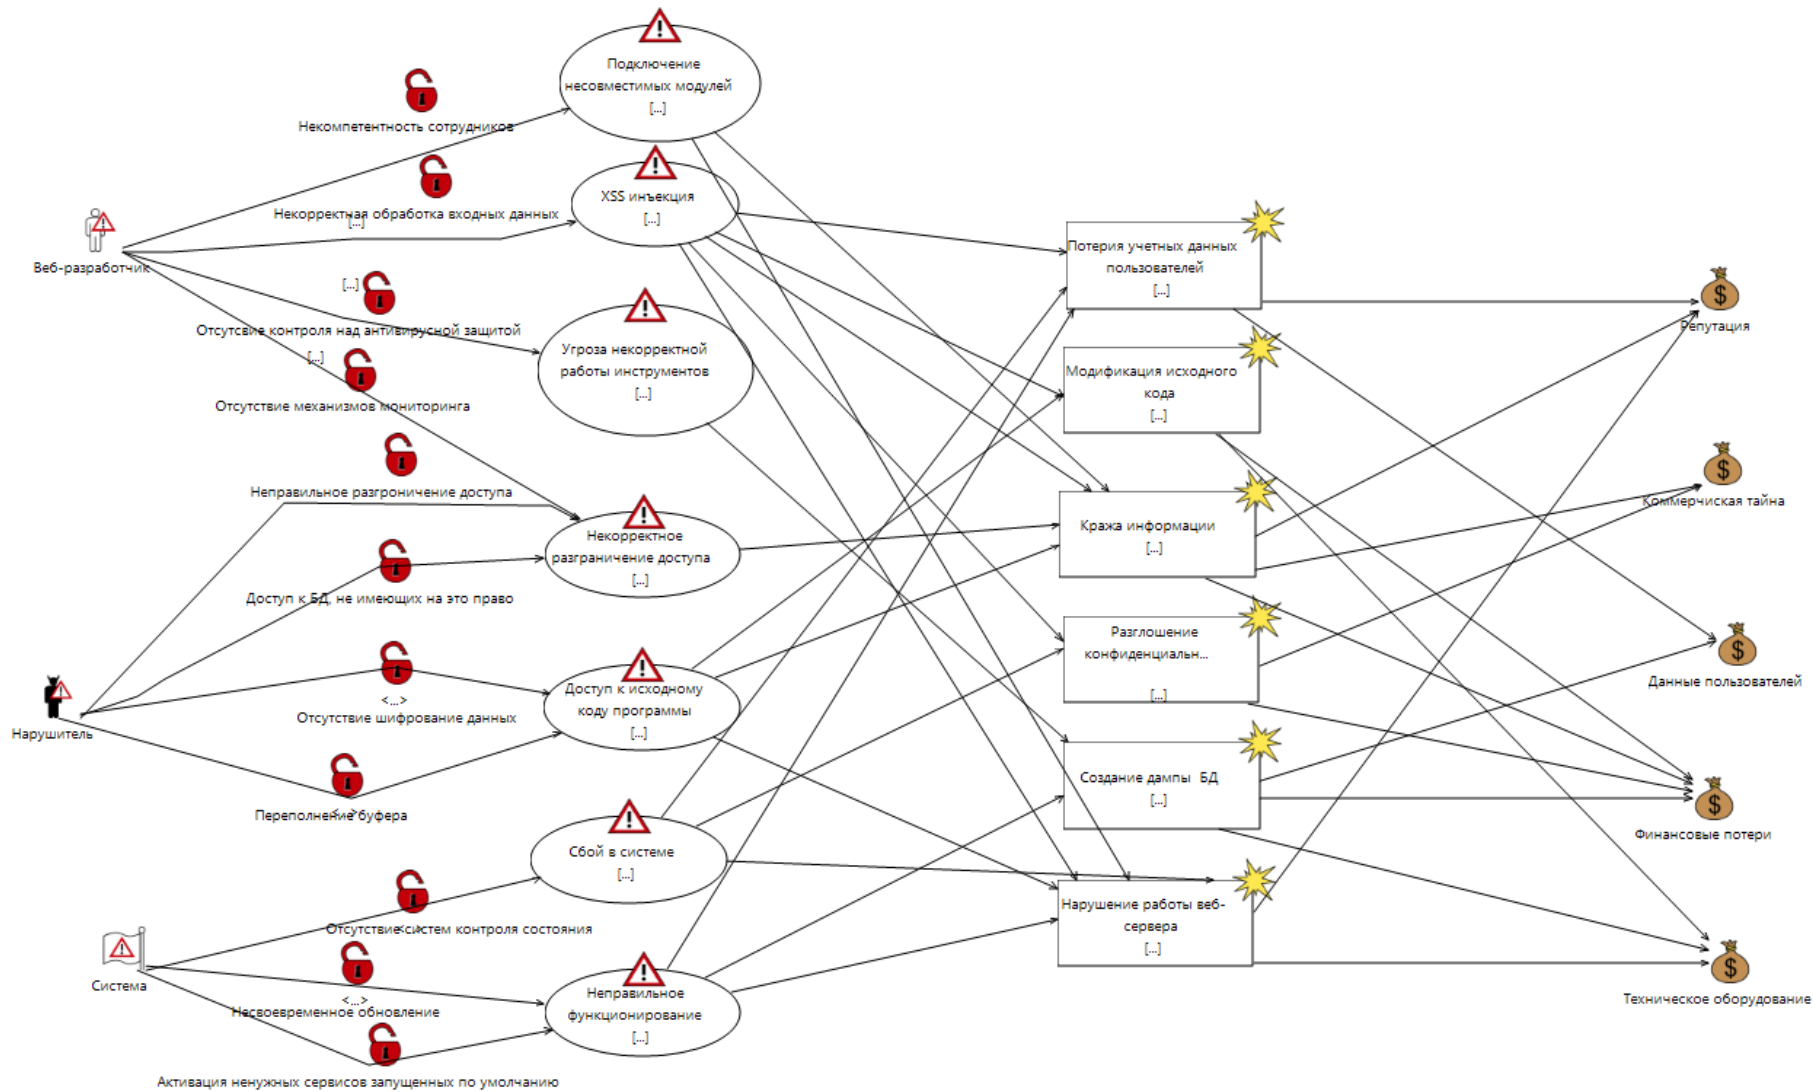 Подключение
несовместимых модулей
[...]
Некомпетентность сотрудников
XSS инъекция
[...]
Некорректная обработка входных данных
[...]
Веб-разработчик
Потерия учетных данных
пользователей
[...]
[...]
Отсутсвие контроля над антивирусной защитой
[...]
Угроза некорректной
работы инструментов
[...]
Репутация
Модификация исходного
кода
[...]
Отсутствие механизмов мониторинга
Неправильное разгроничение доступа
Коммерчиская тайна
Некорректное
разграничение доступа
[...]
Кража информации
[...]
Доступ к БД, не имеющих на это право
Разглошение
конфиденциальн...
[...]
Данные пользователей
Доступ к исходному
коду программы
[...]
<...>
Отсутствие шифрование данных
Нарушитель
Создание дампы БД
[...]
Переполнение буфера
<...>
Финансовые потери
Сбой в системе
[...]
Отсутствие систем контроля состояния
Нарушение работы веб-
сервера
[...]
Система
<...>
Несвоевременное обновление
Неправильное
функционирование
[...]
Техническое оборудование
Активация ненужных сервисов запущенных по умолчанию